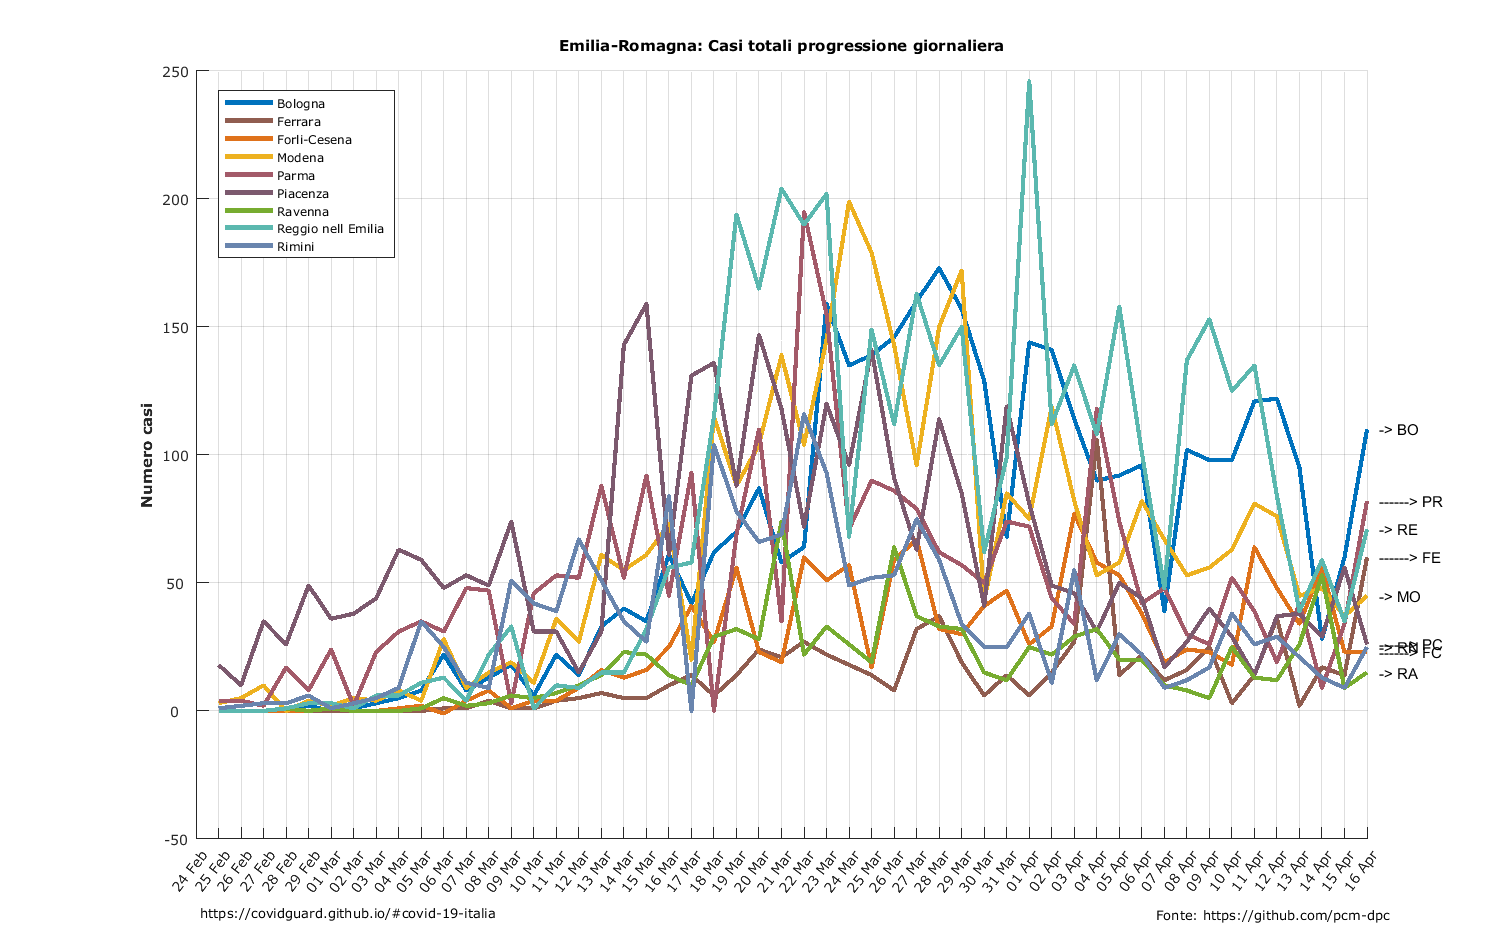 Emilia-Romagna: Casi totali progressione giornaliera
250
200
150
100
50
0
-50
Numero casi
Bologna
Ferrara
Forli-Cesena
Modena
Parma
Piacenza
Ravenna
Reggio nell Emilia
Rimini
-> BO
------> PR
-> RE
------> FE
-> MO
------> PC
-> RN
------> FC
-> RA
24 Feb
25 Feb
26 Feb
27 Feb
28 Feb
29 Feb
01 Mar
02 Mar
03 Mar
04 Mar
05 Mar
06 Mar
07 Mar
08 Mar
09 Mar
10 Mar
11 Mar
12 Mar
13 Mar
14 Mar
15 Mar
16 Mar
17 Mar
18 Mar
19 Mar
20 Mar
21 Mar
22 Mar
23 Mar
24 Mar
25 Mar
26 Mar
27 Mar
28 Mar
29 Mar
30 Mar
31 Mar
01 Apr
02 Apr
03 Apr
04 Apr
05 Apr
06 Apr
07 Apr
08 Apr
09 Apr
10 Apr
11 Apr
12 Apr
13 Apr
14 Apr
15 Apr
16 Apr
https://covidguard.github.io/#covid-19-italia
Fonte: https://github.com/pcm-dpc